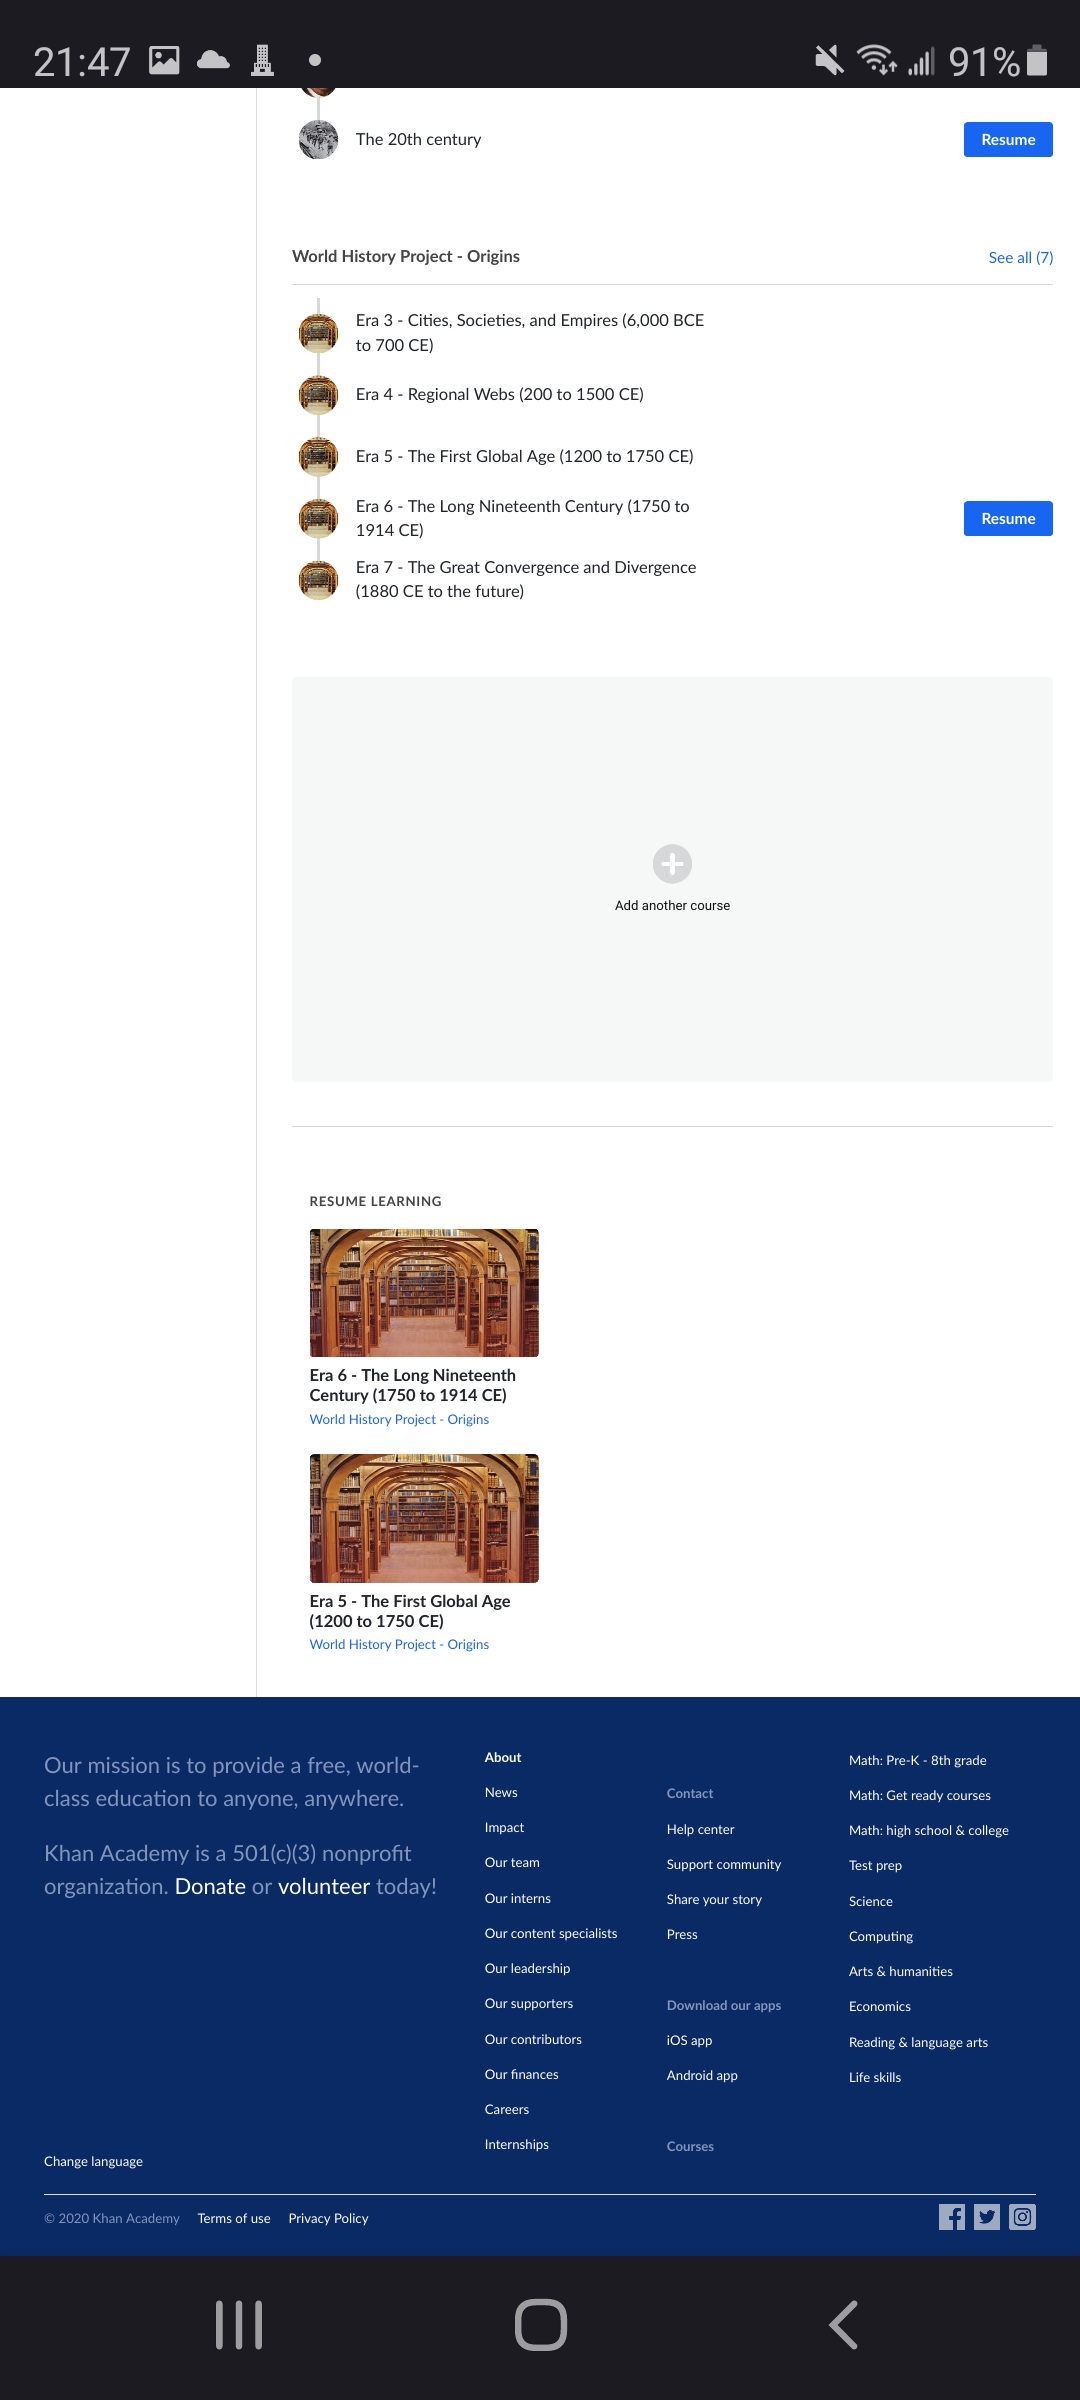 21:47
91%
The 20th century
Resume
World History Project - Origins
See all (7)
Era 3 - Cities, Societies, and Empires (6,000 BCE
to 700 CE)
Era 4 - Regional Webs (200 to 1500 CE)
Era 5 - The First Global Age (1200 to 1750 CE)
Era 6 - The Long Nineteenth Century (1750 to
1914 CE)
Resume
Era 7 - The Great Convergence and Divergence
(1880 CE to the future)
Add another course
RESUME LEARNING
Era 6 - The Long Nineteenth
Century (1750 to 1914 CE)
World History Project - Origins
Era 5 - The First Global Age
(1200 to 1750 CE)
World History Project - Origins
Our mission is to provide a free, world-
class education to anyone, anywhere.
Khan Academy is a 501(c)(3) nonprofit
organization. Donate or volunteer today!
Change language
About
News
Impact
Our team
Our interns
Our content specialists
Our leadership
Our supporters
Our contributors
Our finances
Careers
Internships
Contact
Help center
Support community
Share your story
Press
Download our apps
iOS app
Android app
Courses
Math: Pre-K - 8th grade
Math: Get ready courses
Math: high school & college
Test prep
Science
Computing
Arts & humanities
Economics
Reading & language arts
Life skills
© 2020 Khan Academy
Terms of use
Privacy Policy